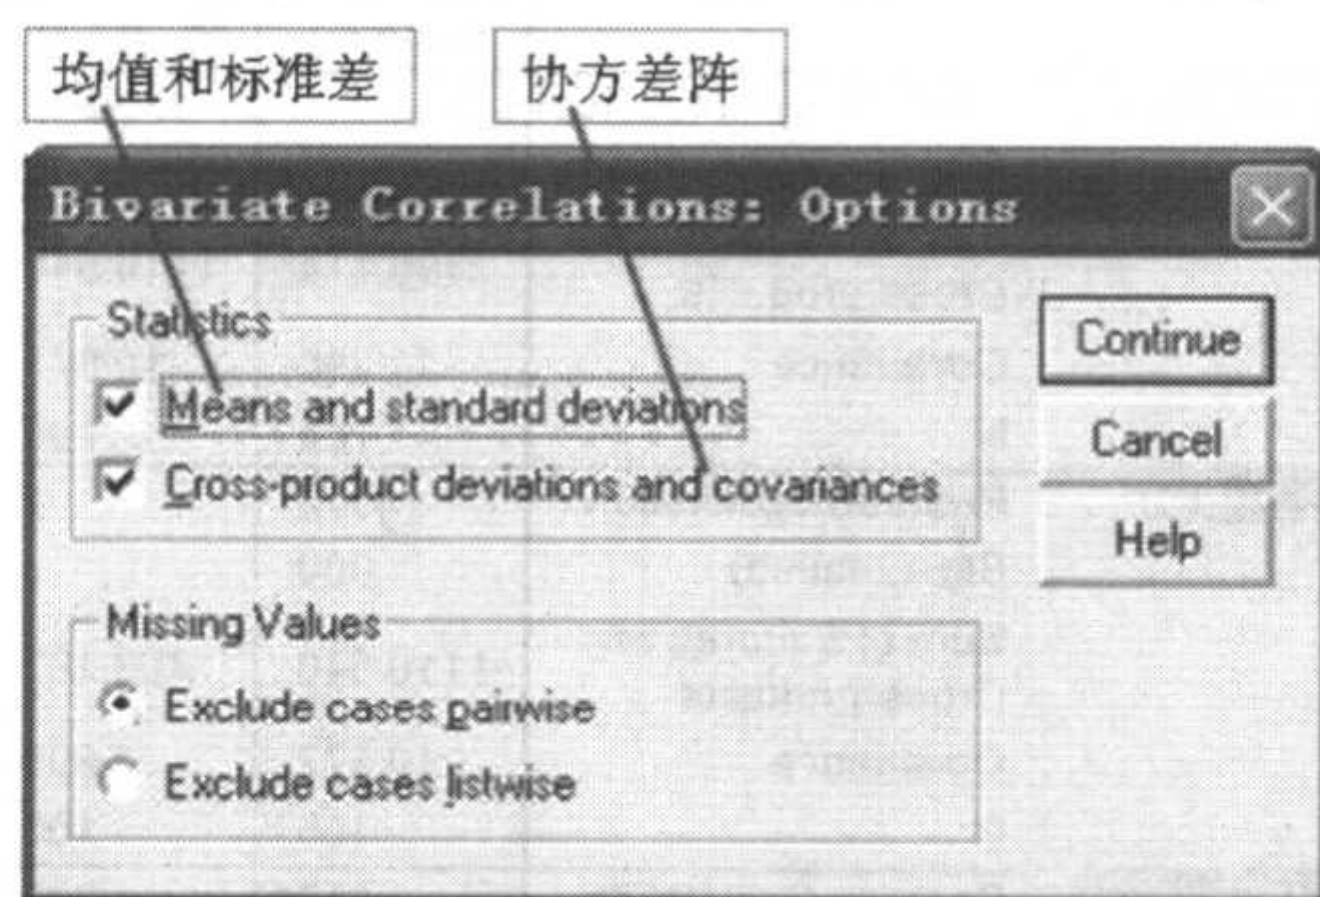 均值和标准差
协方差阵
Bivariate Correlations: Options
Statistics
Means and standard deviations
Cross-product deviations and covariances
Continue
Cancel
Help
Missing Values
Exclude cases pairwise
Exclude cases listwise